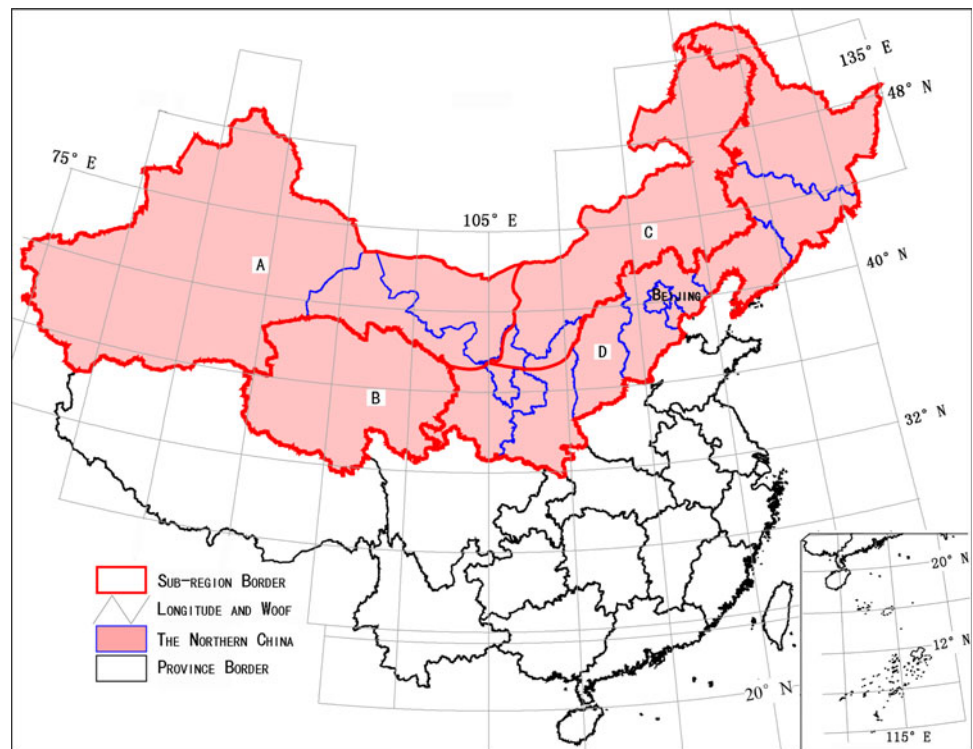 135° E
48° N
75° E
105° E
C
A
40° N
BEIJING
D
B
32° N
SUB-REGION BORDER
LONGITUDE AND WOOF
THE NORTHERN CHINA
PROVINCE BORDER
20° N
20° N
12° N
115° E